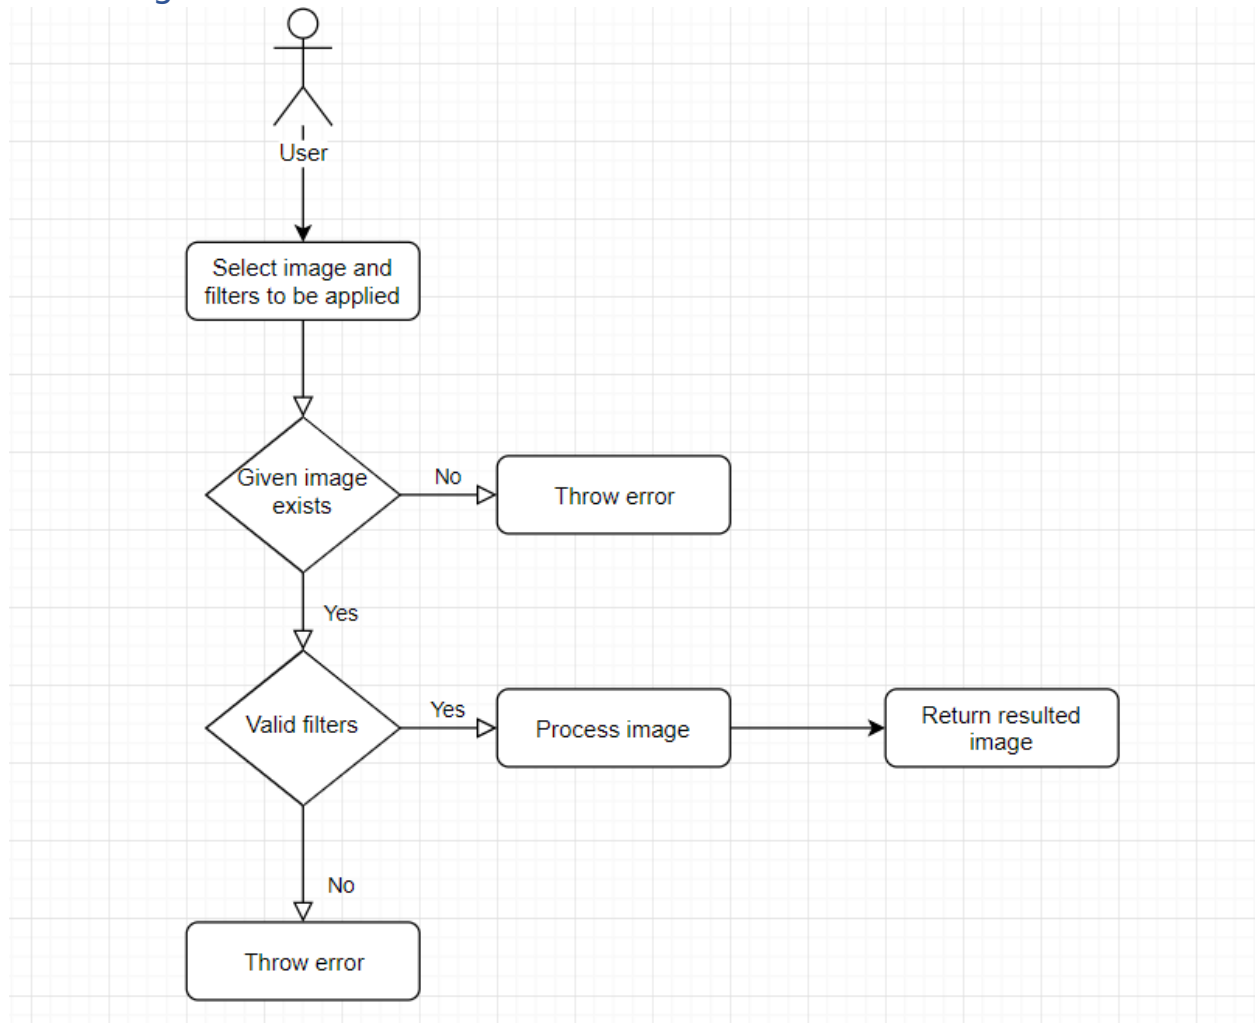 User
Select image and
filters to be applied
Given image
exists
No
Throw error
Yes
Valid filters
Yes
Process image
Return resulted
image
No
Throw error